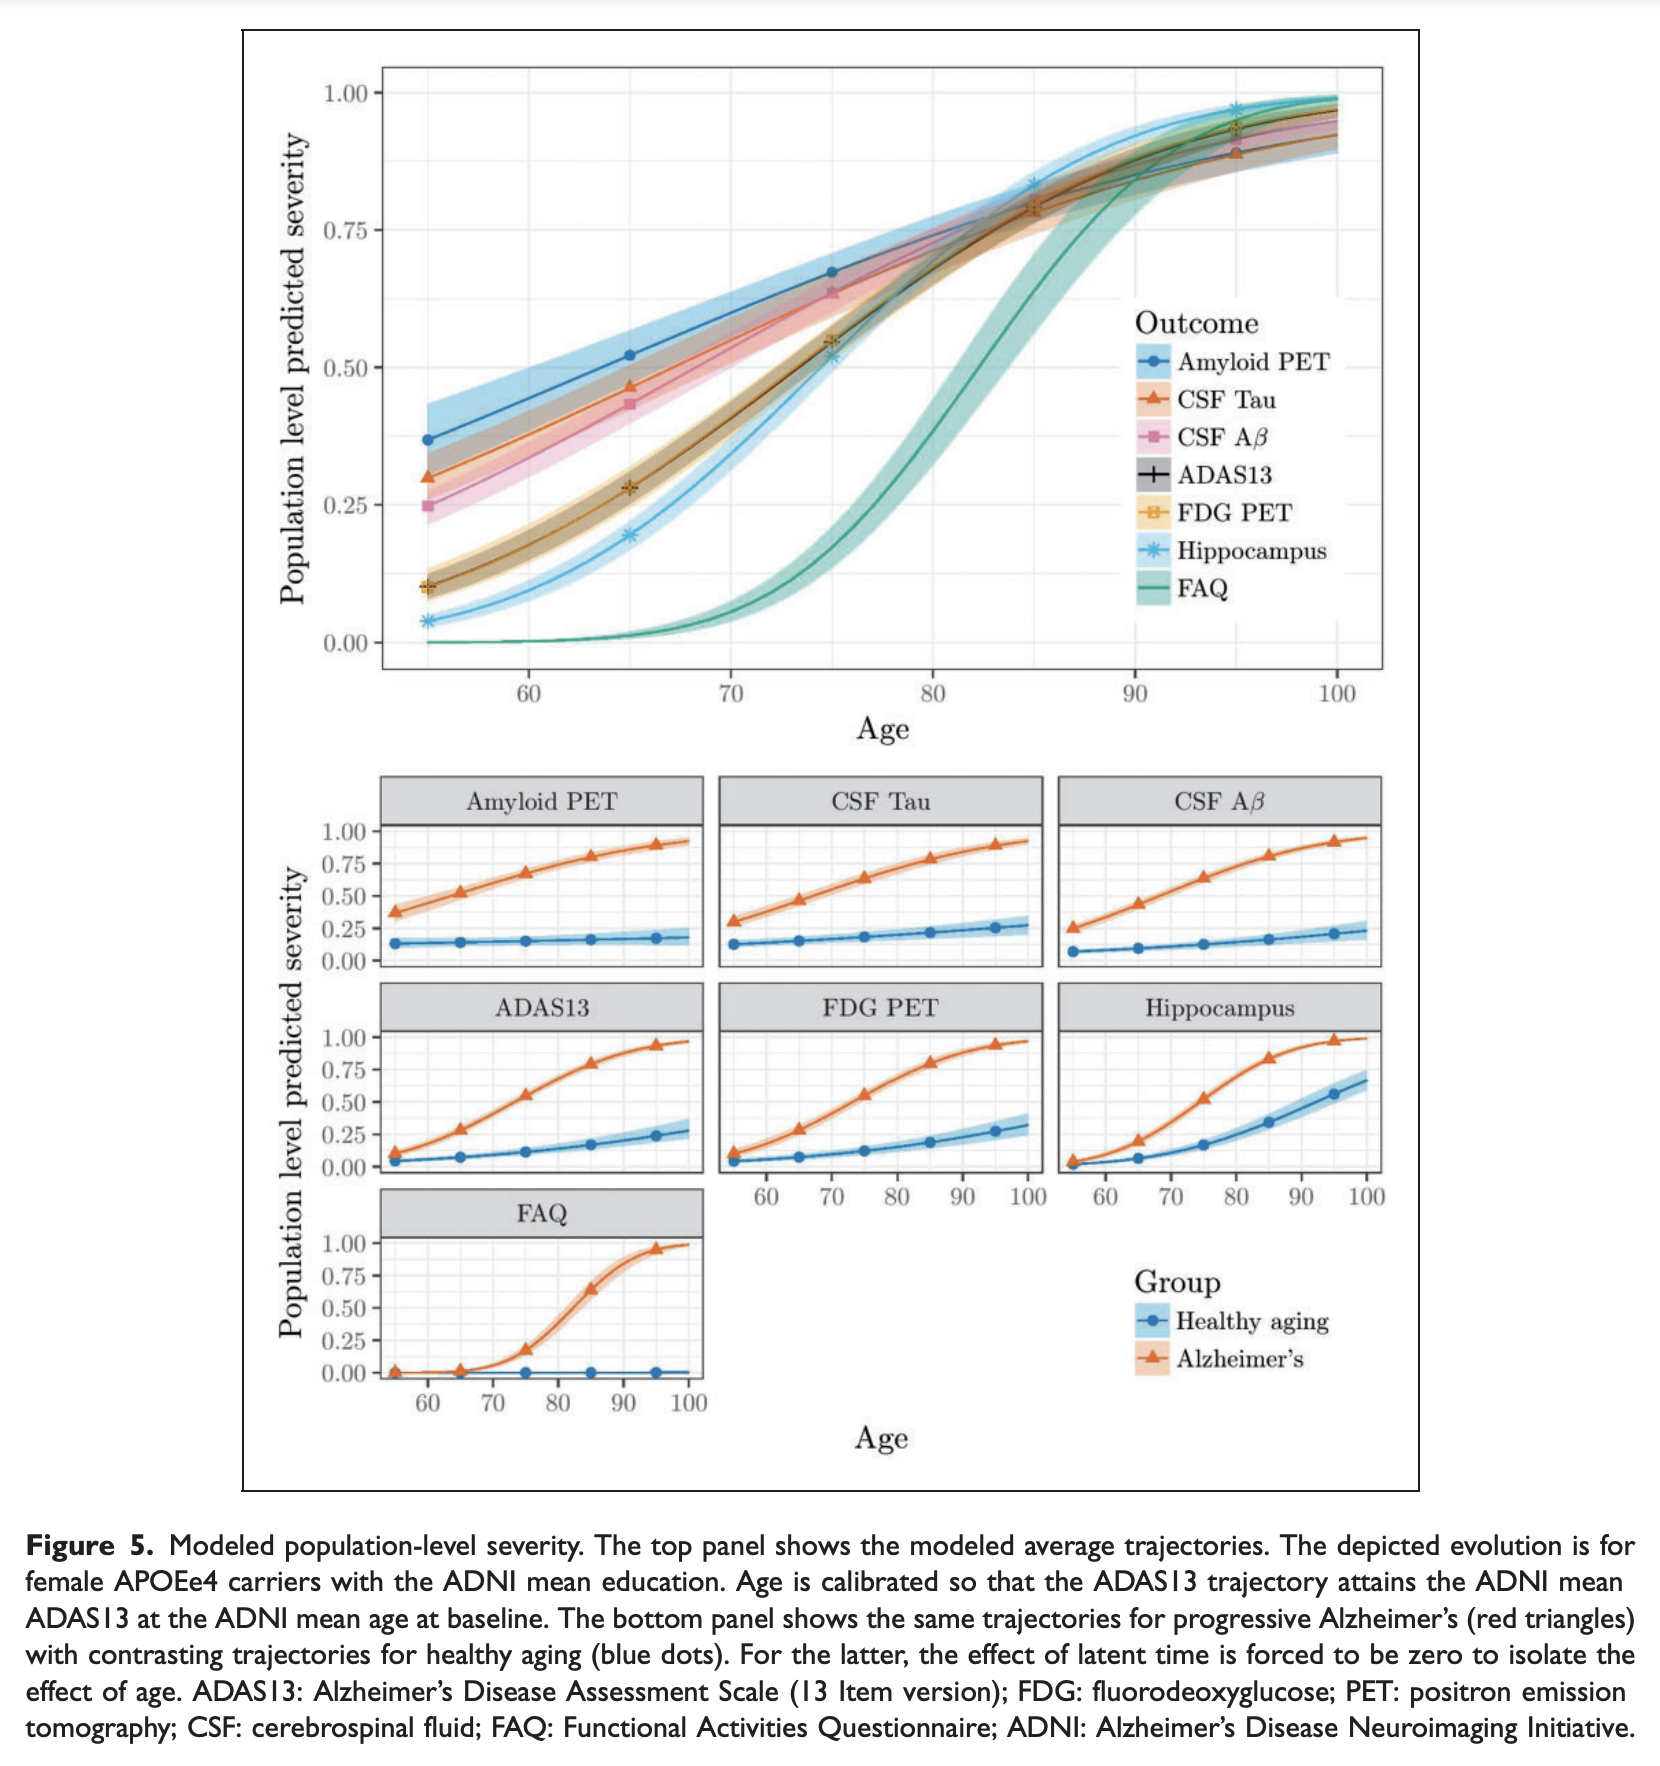 Population level predicted severity
1.00
0.75
0.50
0.25
0.00
60 70 80 90 100
Age
Outcome
Amyloid PET
CSF Tau
CSF Aβ
ADAS13
FDG PET
Hippocampus
FAQ
Population level predicted severity
Amyloid PET CSF Tau CSF Aβ
1.00
0.75
0.50
0.25
0.00
ADAS13 FDG PET Hippocampus
1.00
0.75
0.50
0.25
0.00
60 70 80 90 100 60 70 80 90 100
FAQ
1.00
0.75
0.50
0.25
0.00
60 70 80 90 100
Age
Group
Healthy aging
Alzheimer's
Figure 5. Modeled population-level severity. The top panel shows the modeled average trajectories. The depicted evolution is for
female APOEe4 carriers with the ADNI mean education. Age is calibrated so that the ADAS13 trajectory attains the ADNI mean
ADAS13 at the ADNI mean age at baseline. The bottom panel shows the same trajectories for progressive Alzheimer's (red triangles)
with contrasting trajectories for healthy aging (blue dots). For the latter, the effect of latent time is forced to be zero to isolate the
effect of age. ADAS13: Alzheimer's Disease Assessment Scale (13 Item version); FDG: fluorodeoxyglucose; PET: positron emission
tomography; CSF: cerebrospinal fluid; FAQ: Functional Activities Questionnaire; ADNI: Alzheimer's Disease Neuroimaging Initiative.